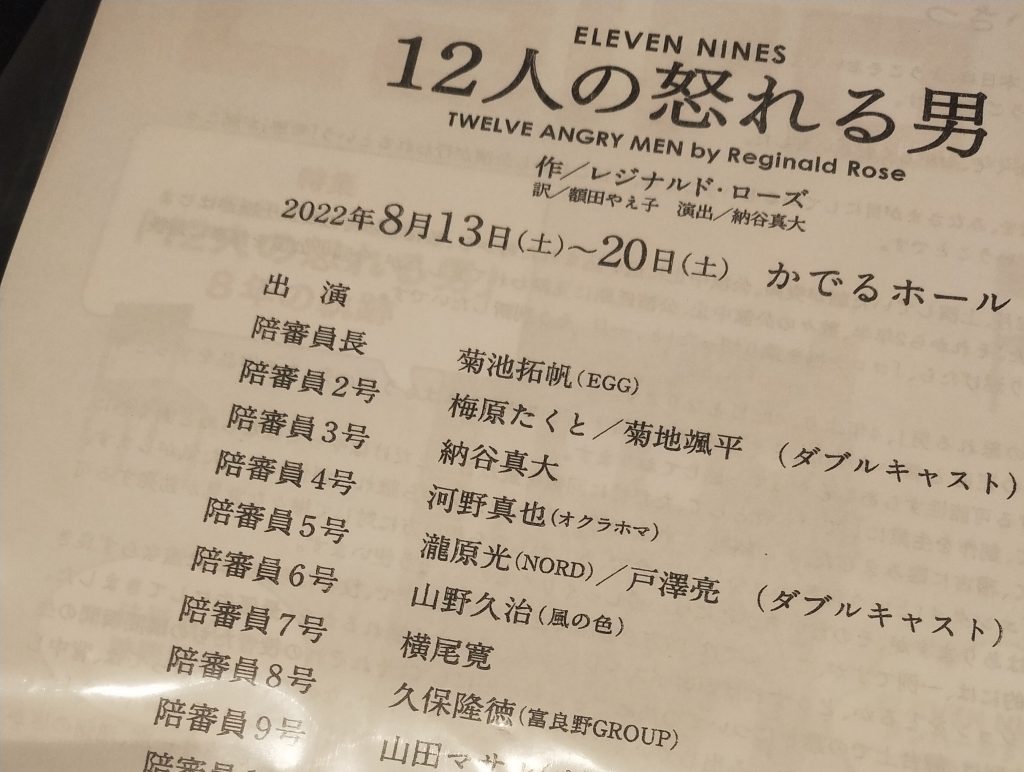 ELEVEN NINES
12人の怒れる男
TWELVE ANGRY MEN by Reginald Rose
作／レジナルド・ローズ
訳／額田やえ子　演出／納谷真大
2022年8月13日(土)～20日(土)　かでるホール
出　演
陪審員長　菊池拓帆(EGG)
陪審員2号　梅原たくと／菊地颯平　(ダブルキャスト)
陪審員3号　納谷真大
陪審員4号　河野真也(オクラホマ)
陪審員5号　瀧原光(NORD)／戸澤亮　(ダブルキャスト)
陪審員6号　山野久治(風の色)
陪審員7号　横尾寛
陪審員8号　久保隆徳(富良野GROUP)
陪審員9号　山田マサ
陪審員